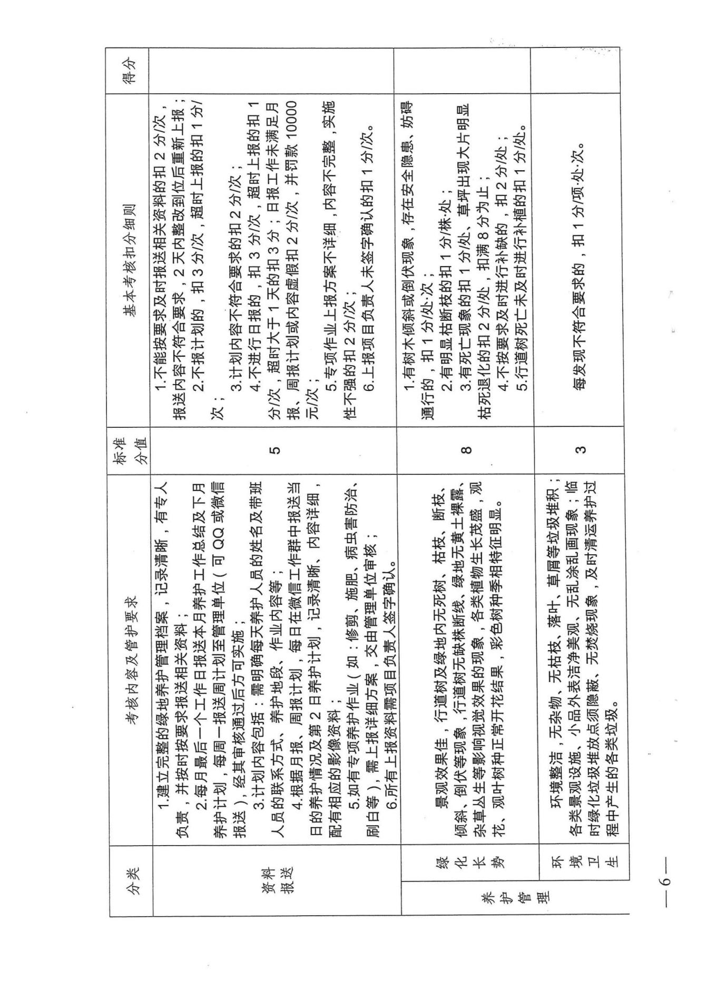 分类
考核内容及管护要求
标准
分值
基本考核扣分细则
得分
资料
报送
1.建立完整的绿地养护管理档案，记录清晰，有专人
负责，并按时按要求报送相关资料；
2.每月最后一个工作日报送本月养护工作总结及下月
养护计划，每周一报送周计划至管理单位（可 QQ 或微信
报送），经其审核通过后方可实施；
3.计划内容包括：需明确每天养护人员的姓名及带班
人员的联系方式、养护地段、作业内容等；
4.根据月报、周报计划，每日在微信工作群中报送当
日的养护情况及第 2 日养护计划，记录清晰、内容详细，
配有相应的影像资料；
5.如有专项养护作业（如：修剪、施肥、病虫害防治、
刷白等），需上报详细方案，交由管理单位审核；
6.所有上报资料需项目负责人签字确认。
5
1.不能按要求及时报送相关资料的扣 2 分/次，
报送内容不符合要求，2 天内整改到位后重新上报；
2.不报计划的，扣 3 分/次，超时上报的扣 1 分/
次；
3.计划内容不符合要求的扣 2 分/次；
4.不进行日报的，扣 3 分/次，超时上报的扣 1
分/次，超时大于 1 天的扣 3 分；日报工作未满足月
报、周报计划或内容虚假扣 2 分/次，并罚款 10000
元/次；
5.专项作业上报方案不详细，内容不完整，实施
性不强的扣 2 分/次；
6.上报项目负责人未签字确认的扣 1 分/次。
养
护
管
理
绿
化
长
势
景观效果佳，行道树及绿地内无死树、枯枝、断枝、
倾斜、倒伏等现象，行道树无缺株断线、绿地无黄土裸露、
杂草丛生等影响视觉效果的现象，各类植物生长茂盛，观
花、观叶树种正常开花结果，彩色树种季相特征明显。
8
1.有树木倾斜或倒伏现象，存在安全隐患、妨碍
通行的，扣 1 分/处·次；
2.有明显枯断枝的扣 1 分/株·处；
3.有死亡现象的扣 1 分/处、草坪出现大片明显
枯死退化的扣 2 分/处，扣满 8 分为止；
4.不按要求及时进行补缺的，扣 2 分/处；
5.行道树死亡未及时进行补植的扣 1 分/处。
环
境
卫
生
环境整洁，无杂物、无枯枝、落叶、草屑等垃圾堆积；
各类景观设施、小品外表洁净美观、无乱涂乱画现象；临
时绿化垃圾堆放点须隐蔽、无焚烧现象，及时清运养护过
程中产生的各类垃圾。
3
每发现不符合要求的，扣 1 分/项·处·次。
— 6 —